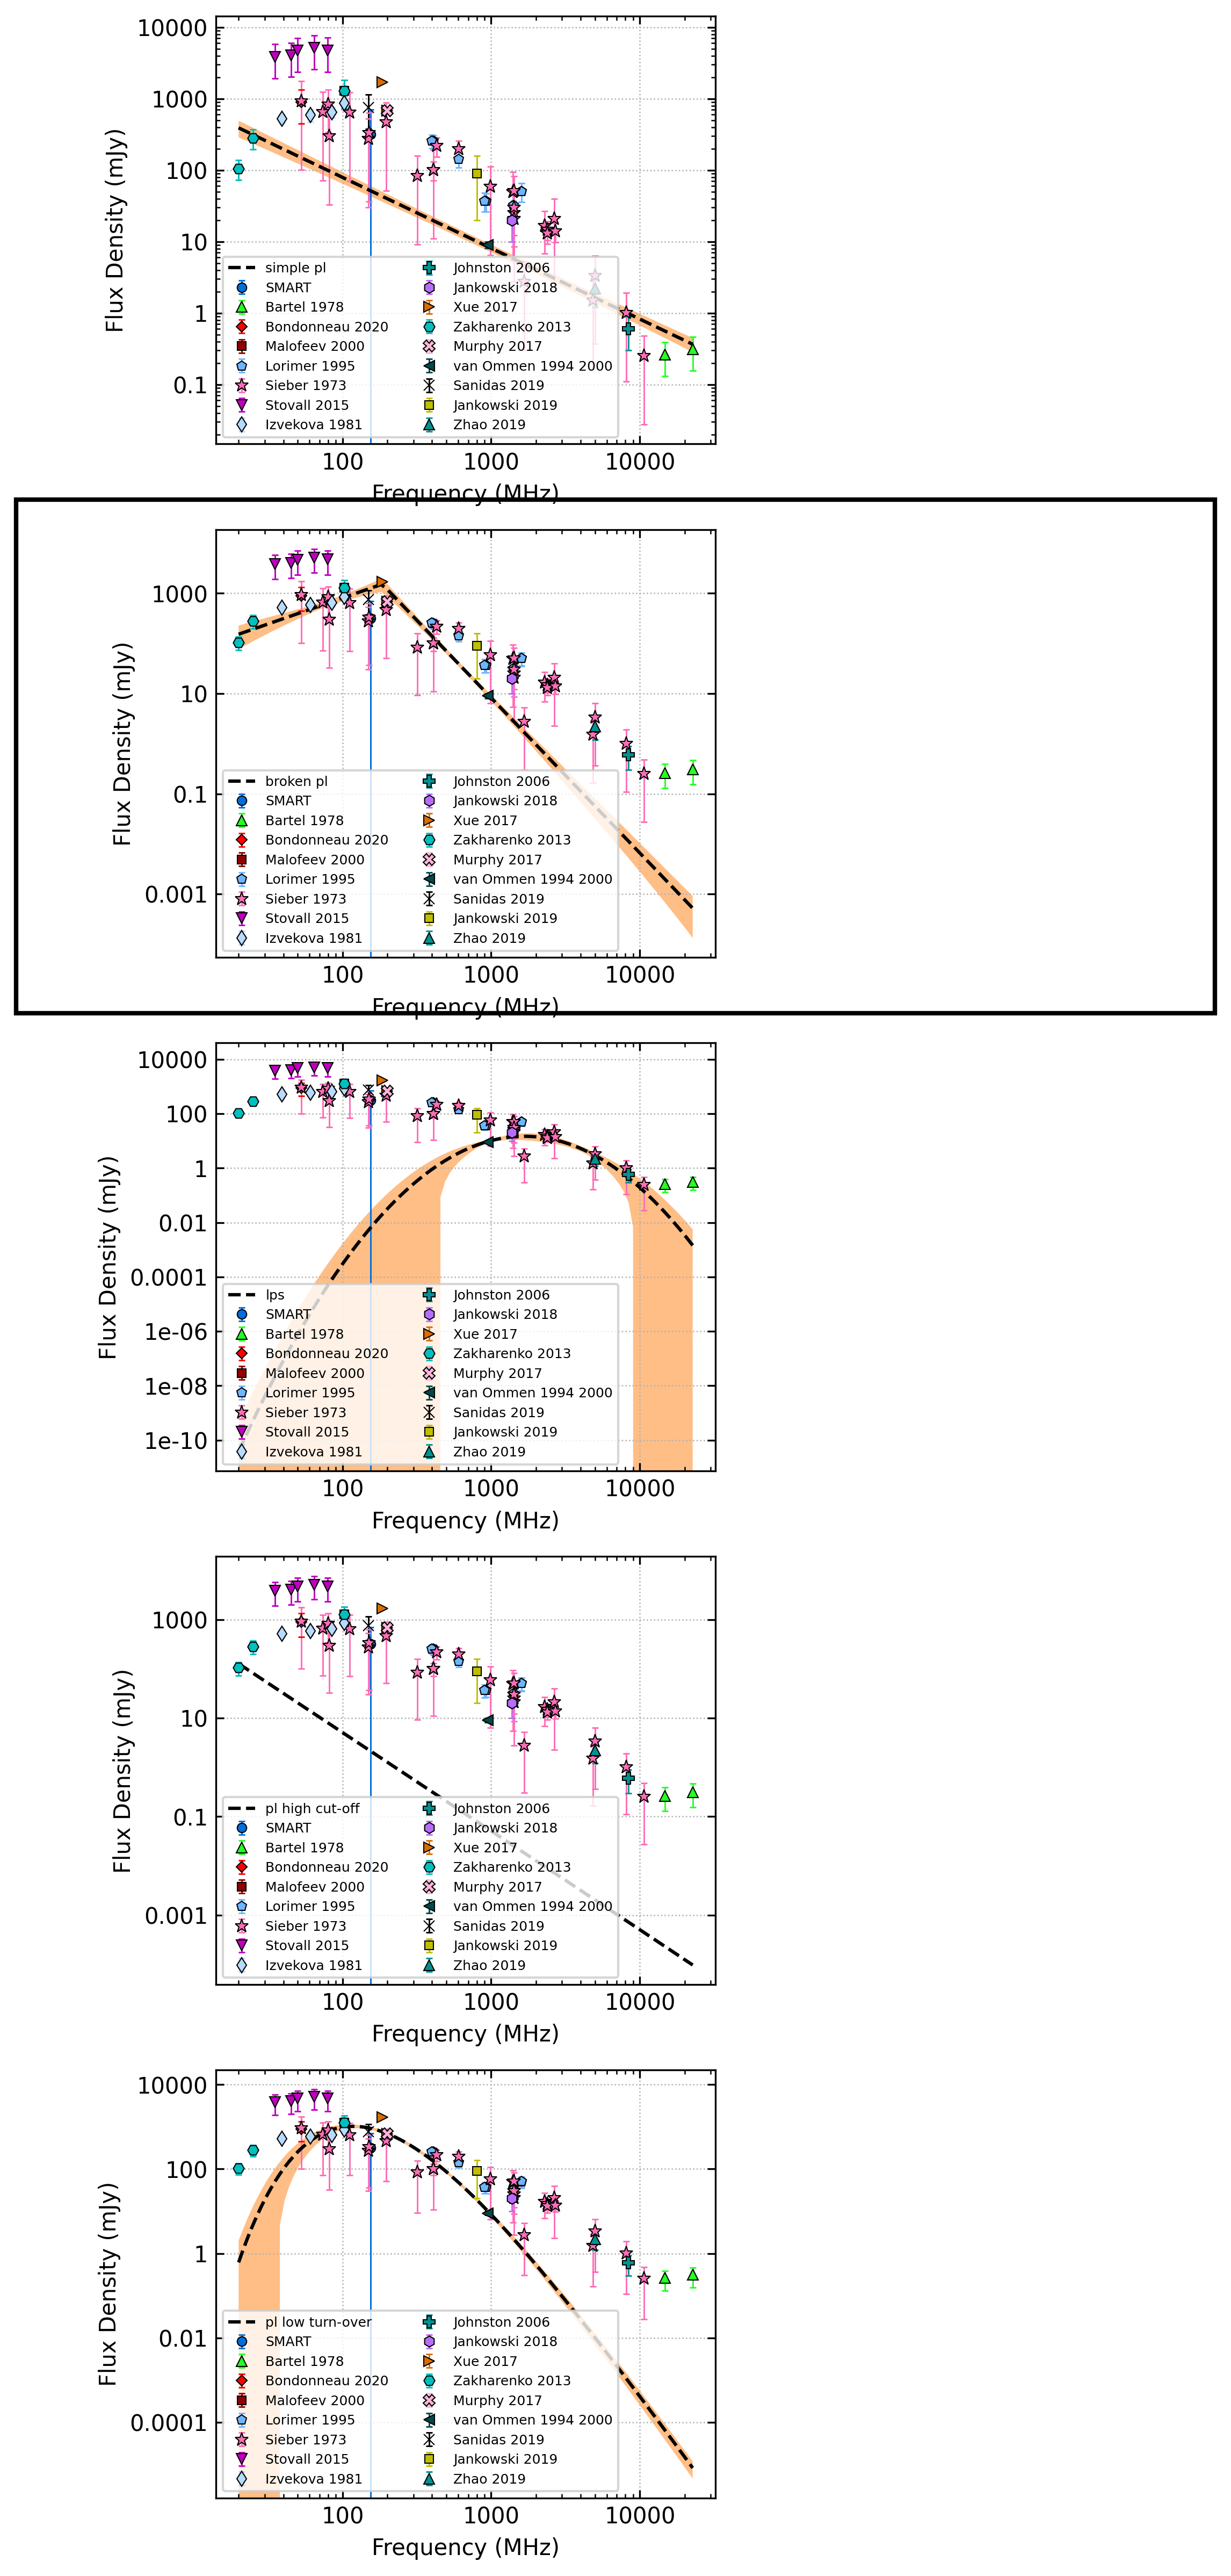 10000
1000
100
10
1
0.1
Flux Density (mJy)
simple pl
SMART
Bartel 1978
Bondonneau 2020
Malofeev 2000
Lorimer 1995
Sieber 1973
Stovall 2015
Izvekova 1981
Johnston 2006
Jankowski 2018
Xue 2017
Zakharenko 2013
Murphy 2017
van Ommen 1994 2000
Sanidas 2019
Jankowski 2019
Zhao 2019
100 1000 10000
Frequency (MHz)
1000
10
0.1
0.001
Flux Density (mJy)
broken pl
SMART
Bartel 1978
Bondonneau 2020
Malofeev 2000
Lorimer 1995
Sieber 1973
Stovall 2015
Izvekova 1981
Johnston 2006
Jankowski 2018
Xue 2017
Zakharenko 2013
Murphy 2017
van Ommen 1994 2000
Sanidas 2019
Jankowski 2019
Zhao 2019
100 1000 10000
Frequency (MHz)
10000
100
1
0.01
0.0001
1e-06
1e-08
1e-10
Flux Density (mJy)
lps
SMART
Bartel 1978
Bondonneau 2020
Malofeev 2000
Lorimer 1995
Sieber 1973
Stovall 2015
Izvekova 1981
Johnston 2006
Jankowski 2018
Xue 2017
Zakharenko 2013
Murphy 2017
van Ommen 1994 2000
Sanidas 2019
Jankowski 2019
Zhao 2019
100 1000 10000
Frequency (MHz)
1000
10
0.1
0.001
Flux Density (mJy)
pl high cut-off
SMART
Bartel 1978
Bondonneau 2020
Malofeev 2000
Lorimer 1995
Sieber 1973
Stovall 2015
Izvekova 1981
Johnston 2006
Jankowski 2018
Xue 2017
Zakharenko 2013
Murphy 2017
van Ommen 1994 2000
Sanidas 2019
Jankowski 2019
Zhao 2019
100 1000 10000
Frequency (MHz)
10000
100
1
0.01
0.0001
Flux Density (mJy)
pl low turn-over
SMART
Bartel 1978
Bondonneau 2020
Malofeev 2000
Lorimer 1995
Sieber 1973
Stovall 2015
Izvekova 1981
Johnston 2006
Jankowski 2018
Xue 2017
Zakharenko 2013
Murphy 2017
van Ommen 1994 2000
Sanidas 2019
Jankowski 2019
Zhao 2019
100 1000 10000
Frequency (MHz)